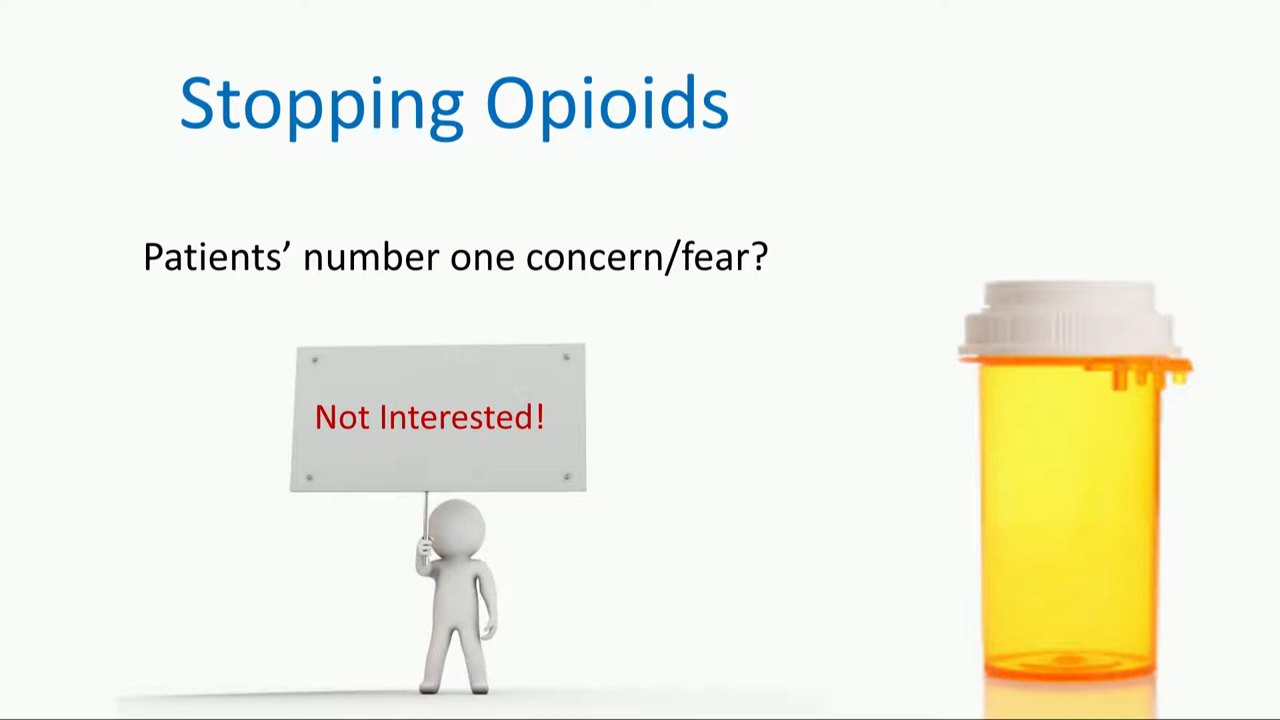 Stopping Opioids
Patients’ number one concern/fear?
Not Interested!